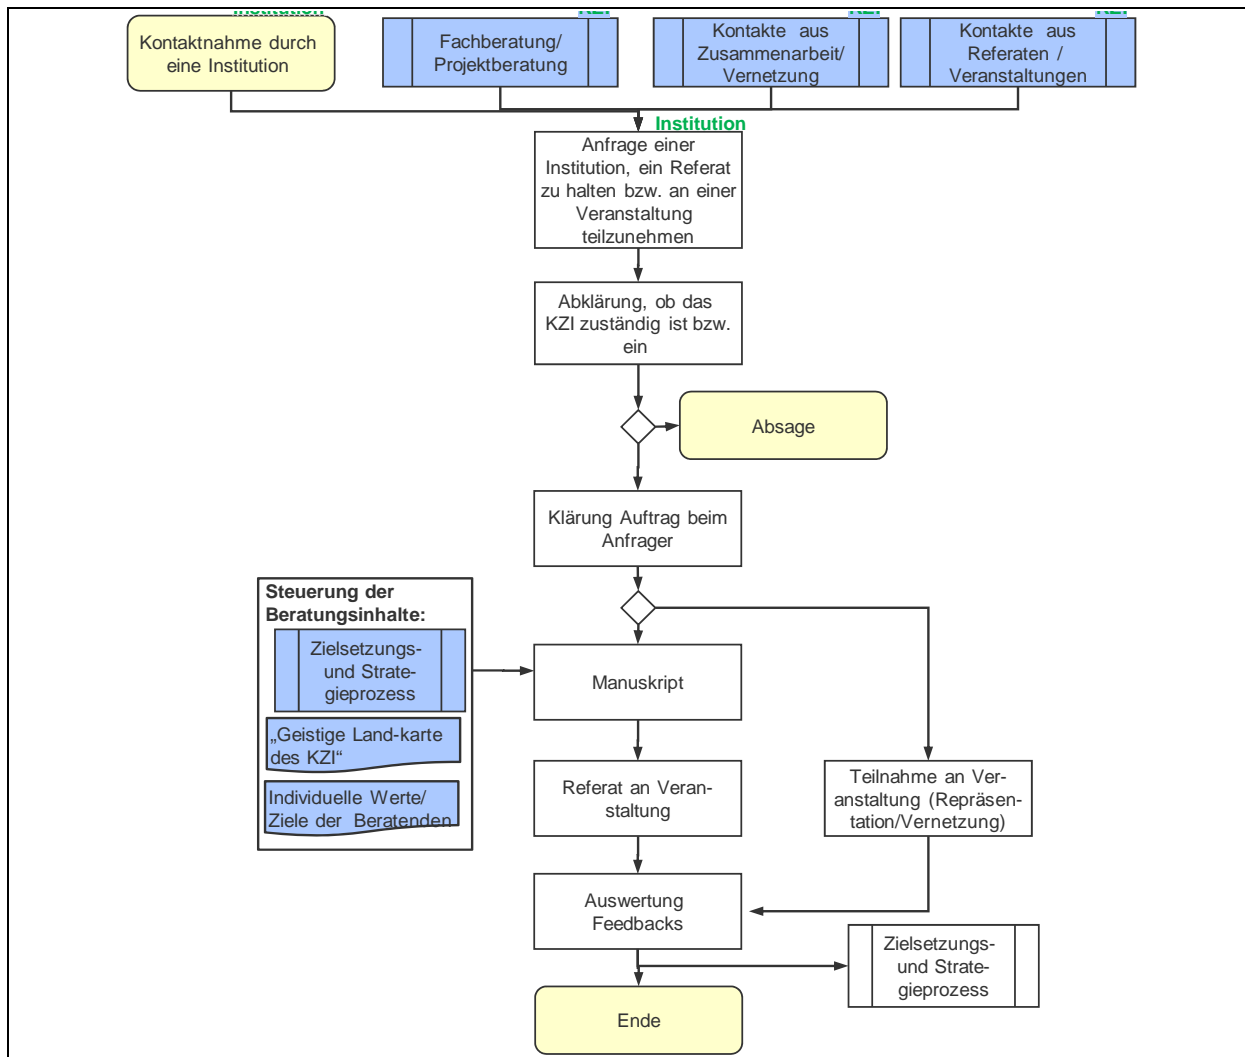 Institution
KZI
KZI
KZI
Kontaktnahme durch
eine Institution
Fachberatung/
Projektberatung
Kontakte aus
Zusammenarbeit/
Vernetzung
Kontakte aus
Referaten /
Veranstaltungen
Institution
Anfrage einer
Institution, ein Referat
zu halten bzw. an einer
Veranstaltung
teilzunehmen
Abklärung, ob das
KZI zuständig ist bzw.
ein
Absage
Klärung Auftrag beim
Anfrager
Steuerung der
Beratungsinhalte:
Zielsetzungs-
und Strate-
gieprozess
„Geistige Land-karte
des KZI“
Individuelle Werte/
Ziele der Beratenden
Manuskript
Referat an Veran-
staltung
Teilnahme an Ver-
anstaltung (Repräsen-
tation/Vernetzung)
Auswertung
Feedbacks
Zielsetzungs-
und Strate-
gieprozess
Ende